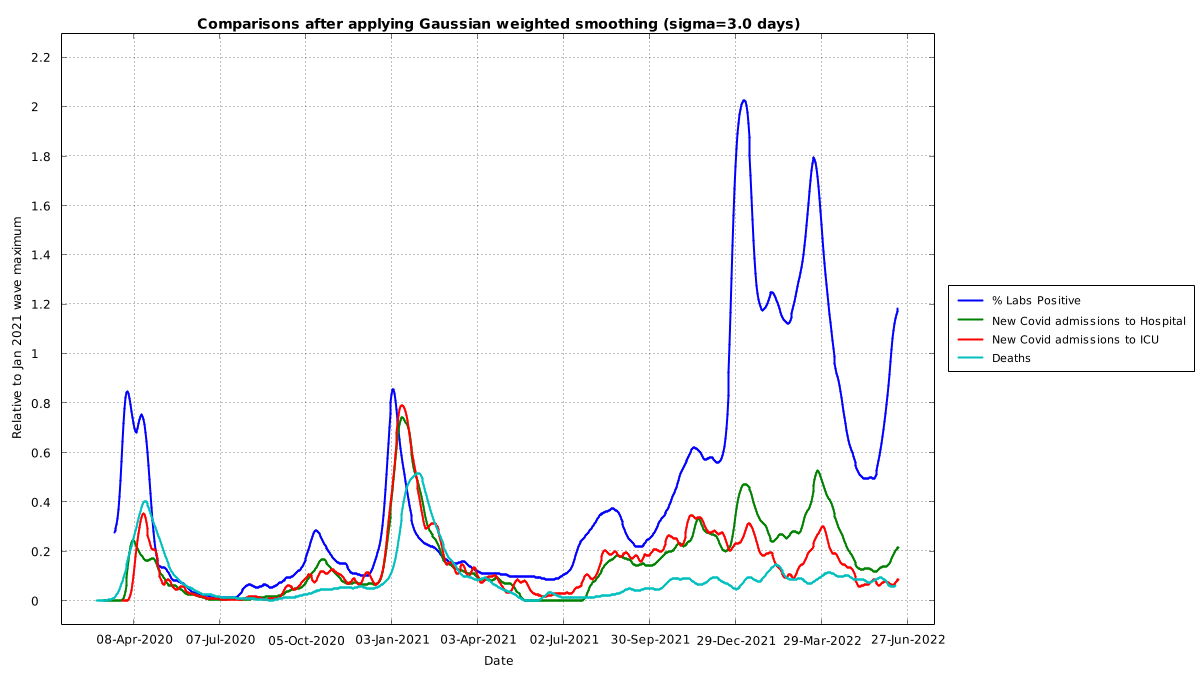 Comparisons after applying Gaussian weighted smoothing (sigma=3.0 days)
Relative to Jan 2021 wave maximum
2.2
2
1.8
1.6
1.4
1.2
1
0.8
0.6
0.4
0.2
0
08-Apr-2020 07-Jul-2020 05-Oct-2020 03-Jan-2021 03-Apr-2021 02-Jul-2021 30-Sep-2021 29-Dec-2021 29-Mar-2022 27-Jun-2022
Date
% Labs Positive
New Covid admissions to Hospital
New Covid admissions to ICU
Deaths